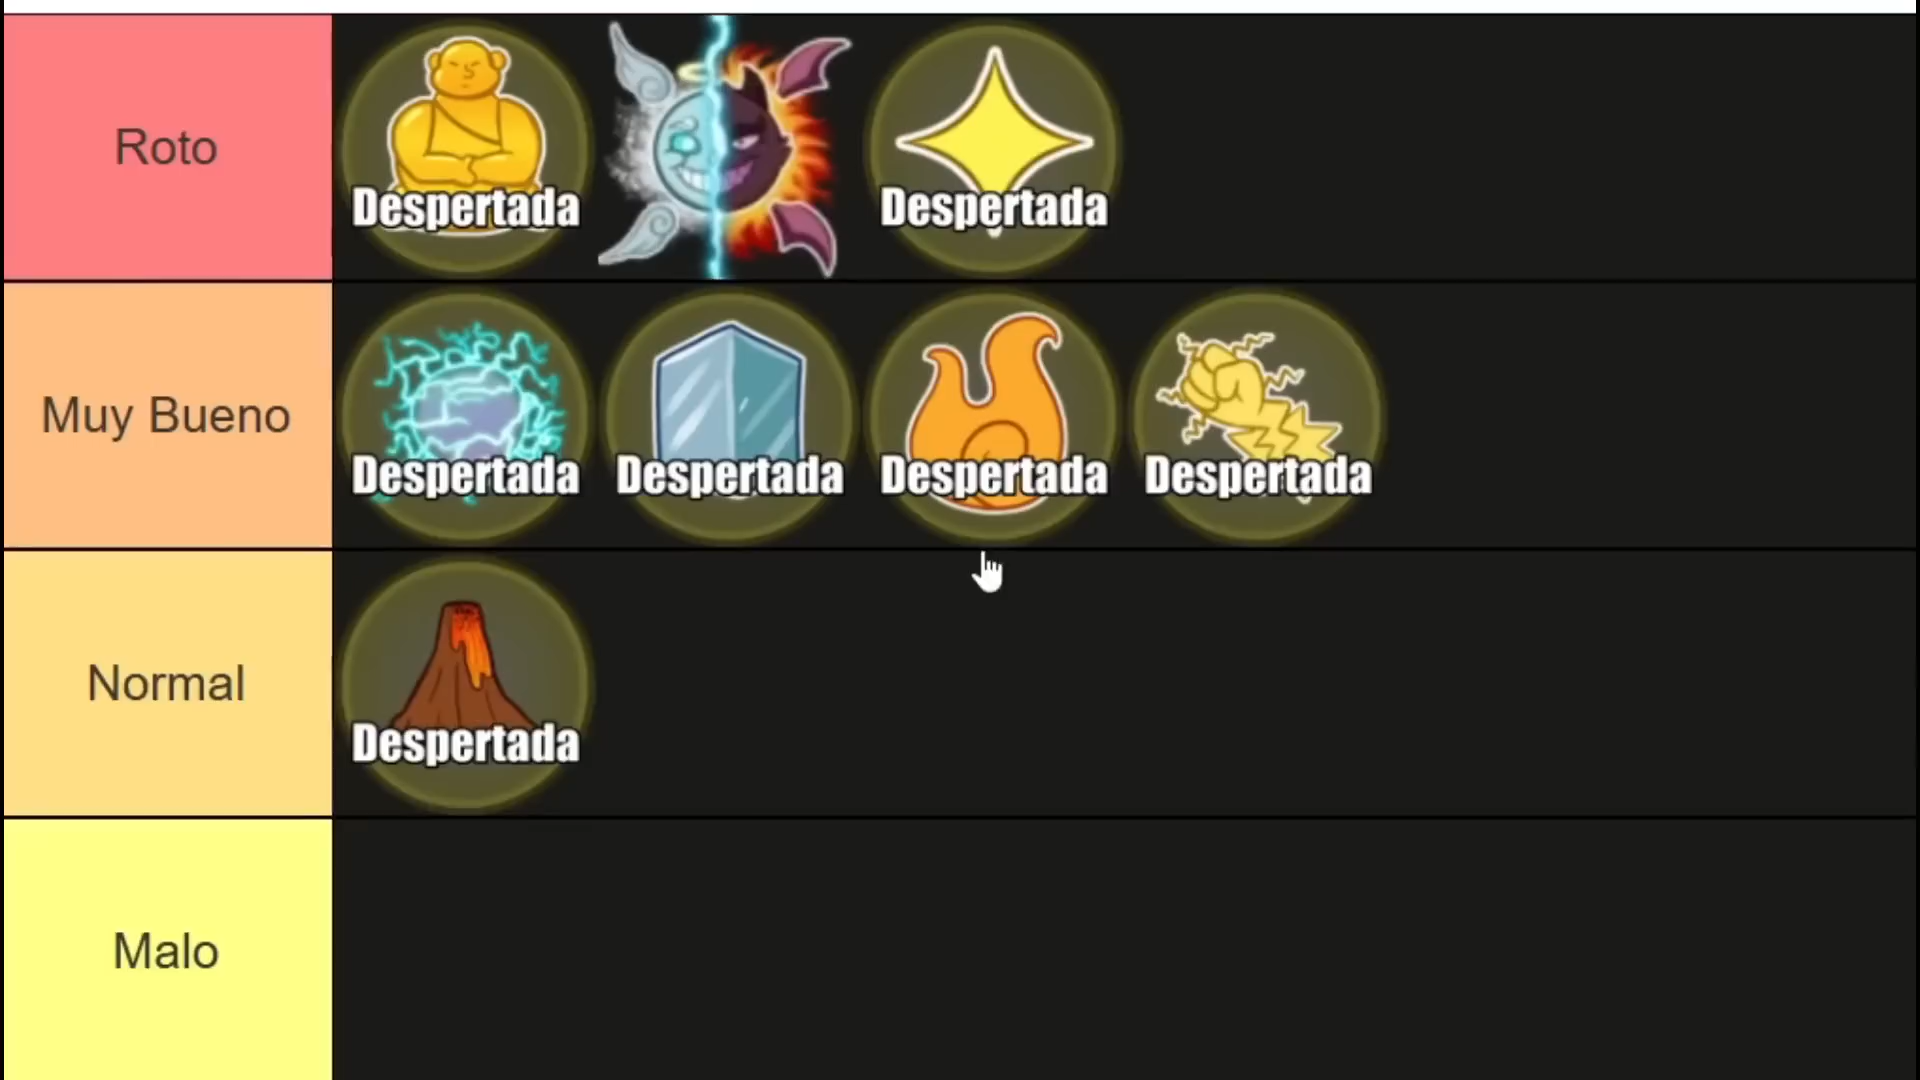 Roto
Despertada
Despertada
Muy Bueno
Despertada
Despertada
Despertada
Despertada
Normal
Despertada
Malo